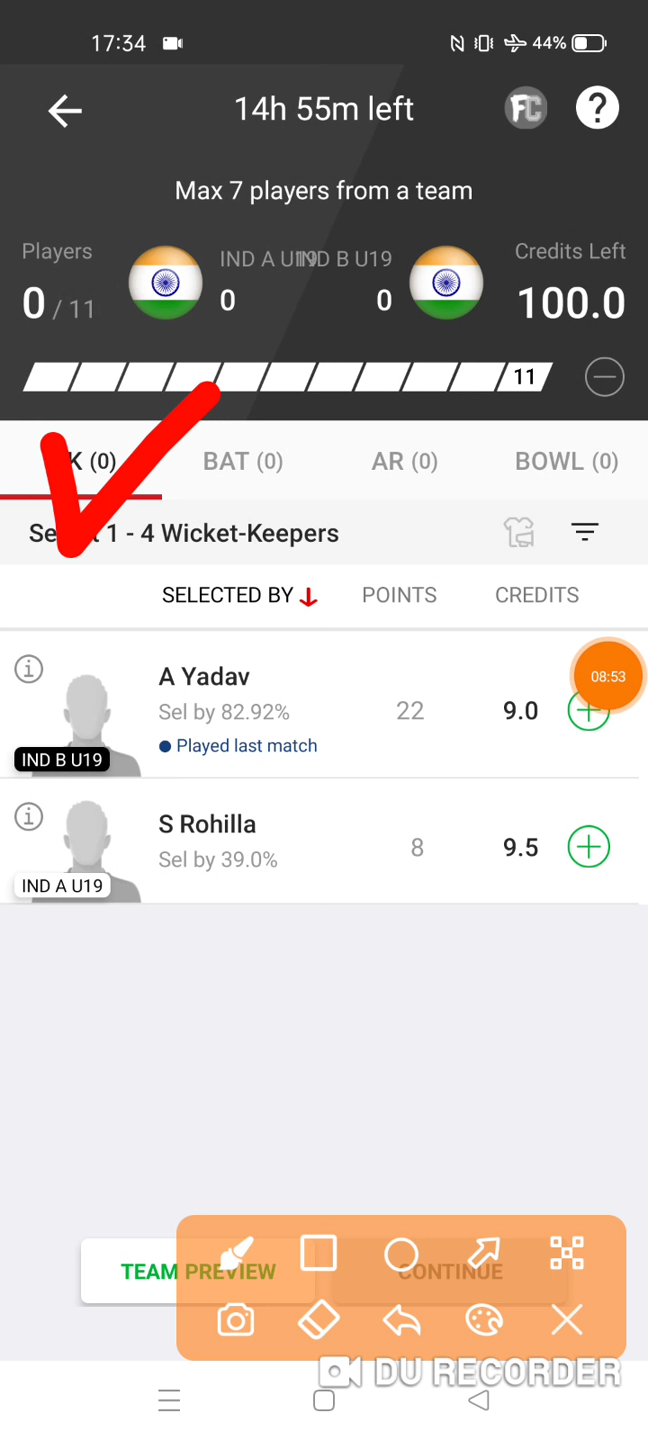 17:34 44%
14h 55m left FC ?
Max 7 players from a team
Players IND A U19 IND B U19 Credits Left
0 / 11 0 0 100.0
11
K (0) BAT (0) AR (0) BOWL (0)
1 - 4 Wicket-Keepers
SELECTED BY POINTS CREDITS
A Yadav
Sel by 82.92% 22 9.0
08:53
Played last match
IND B U19
S Rohilla
Sel by 39.0% 8 9.5
IND A U19
TEAM PREVIEW CONTINUE
DU RECORDER